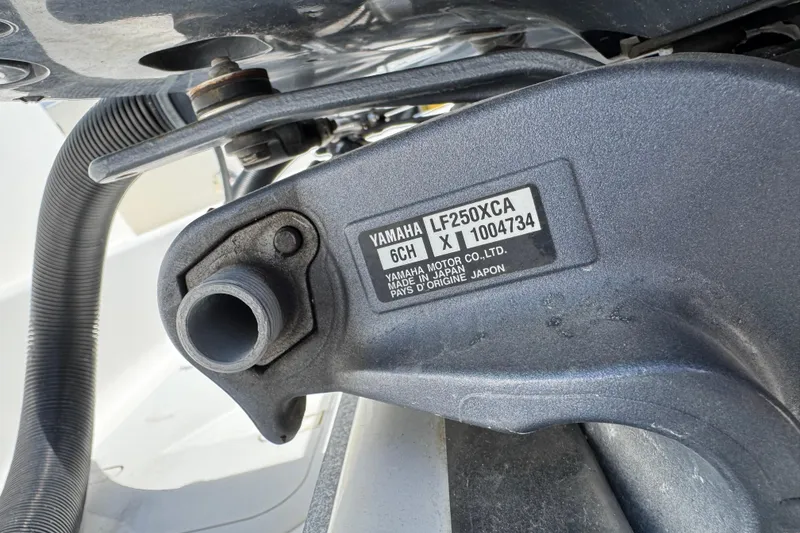 YAMAHA LF250XCA
6CH X 1004734
YAMAHA MOTOR CO.,LTD.
MADE IN JAPAN
PAYS D'ORIGINE JAPON